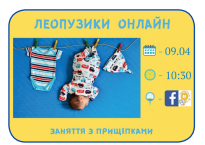 ЛЕОПУЗИКИ ОНЛАЙН
- 09.04
- 10:30
ЗАНЯТТЯ З ПРИЩІПКАМИ